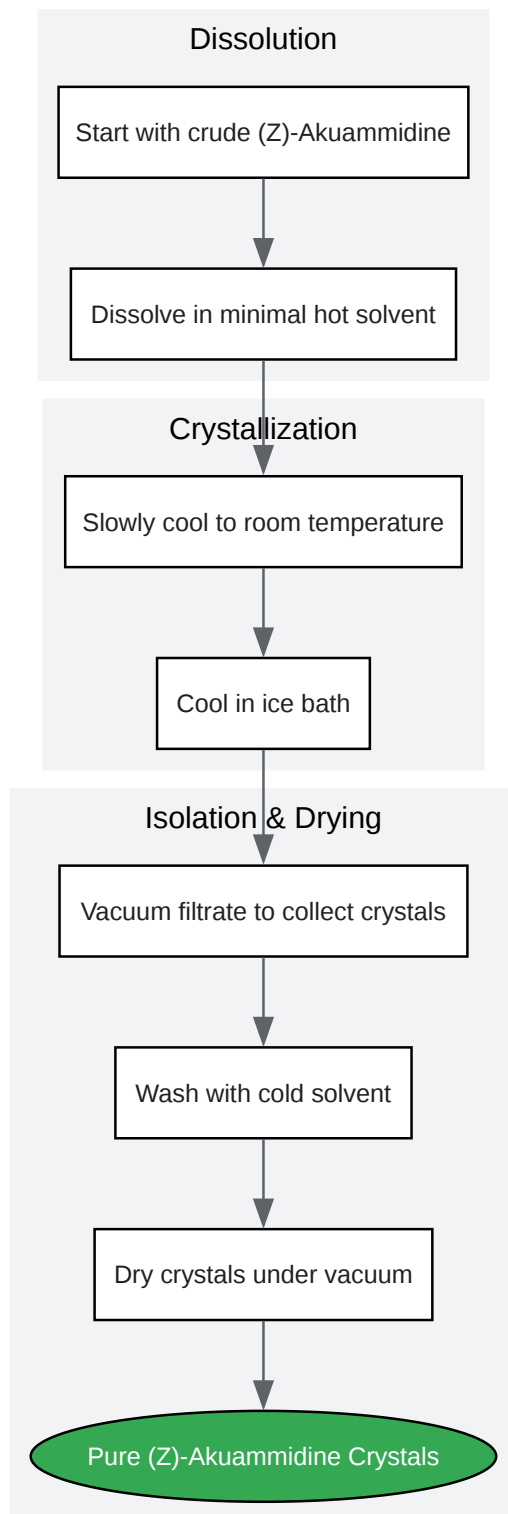 Dissolution
Start with crude (Z)-Akuammidine
Dissolve in minimal hot solvent
Crystallization
Slowly cool to room temperature
Cool in ice bath
Isolation & Drying
Vacuum filtrate to collect crystals
Wash with cold solvent
Dry crystals under vacuum
Pure (Z)-Akuammidine Crystals